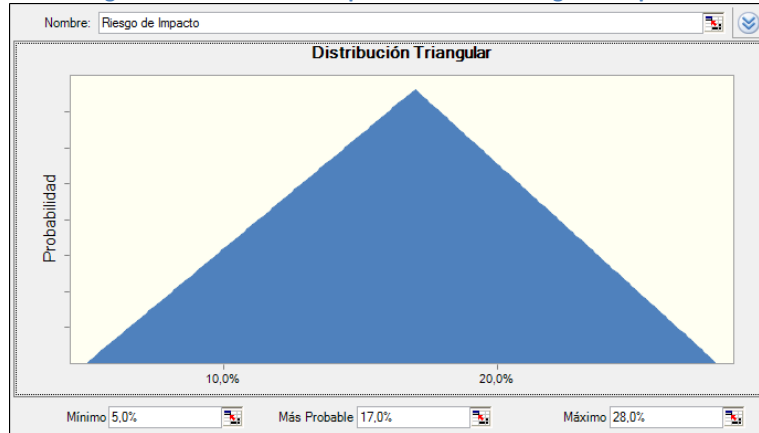 Nombre: Riesgo de Impacto
Distribución Triangular
Probabilidad
10,0% 20,0%
Mínimo 5,0% Más Probable 17,0% Máximo 28,0%